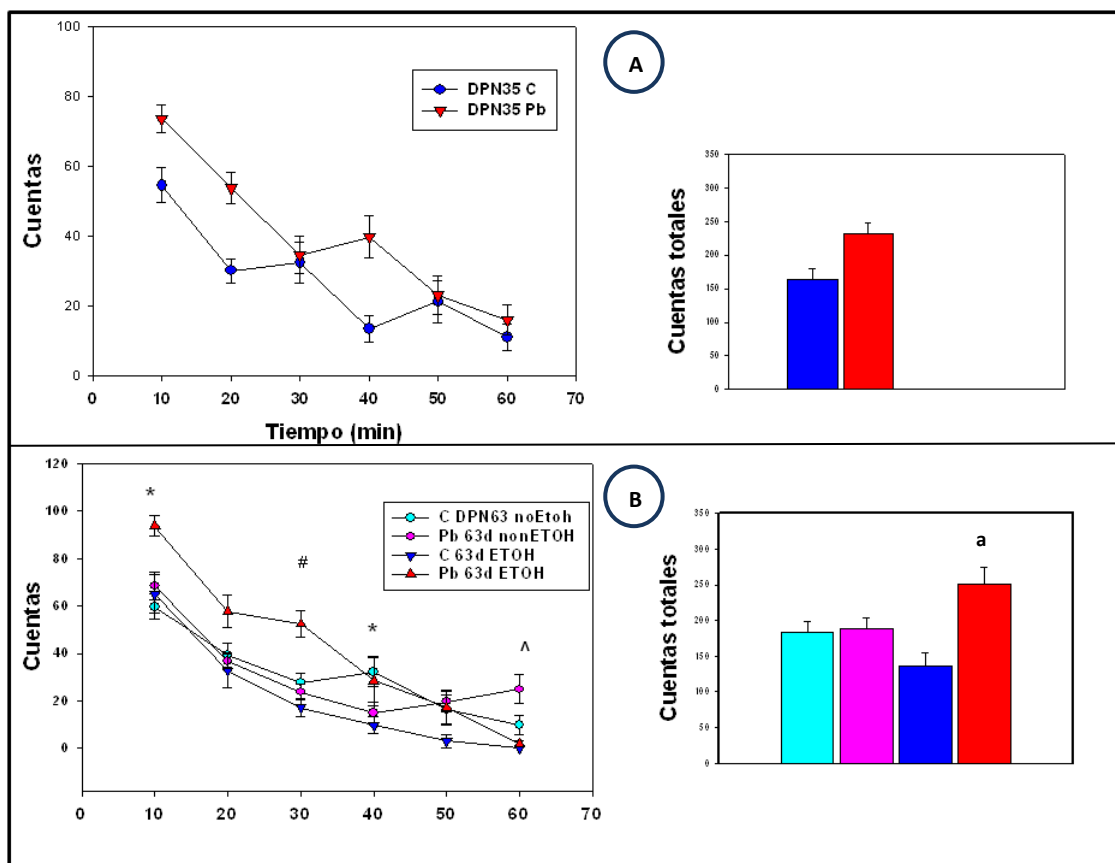 A
100
80
60
40
20
0
Cuentas
DPN35 C
DPN35 Pb
0 10 20 30 40 50 60 70
Tiempo (min)
350
300
250
200
150
100
50
0
Cuentas totales
B
120
100
80
60
40
20
0
Cuentas
*
#
*
^
C DPN63 noEtoh
Pb 63d nonETOH
C 63d ETOH
Pb 63d ETOH
0 10 20 30 40 50 60 70
350
300
250
200
150
100
50
0
Cuentas totales
a